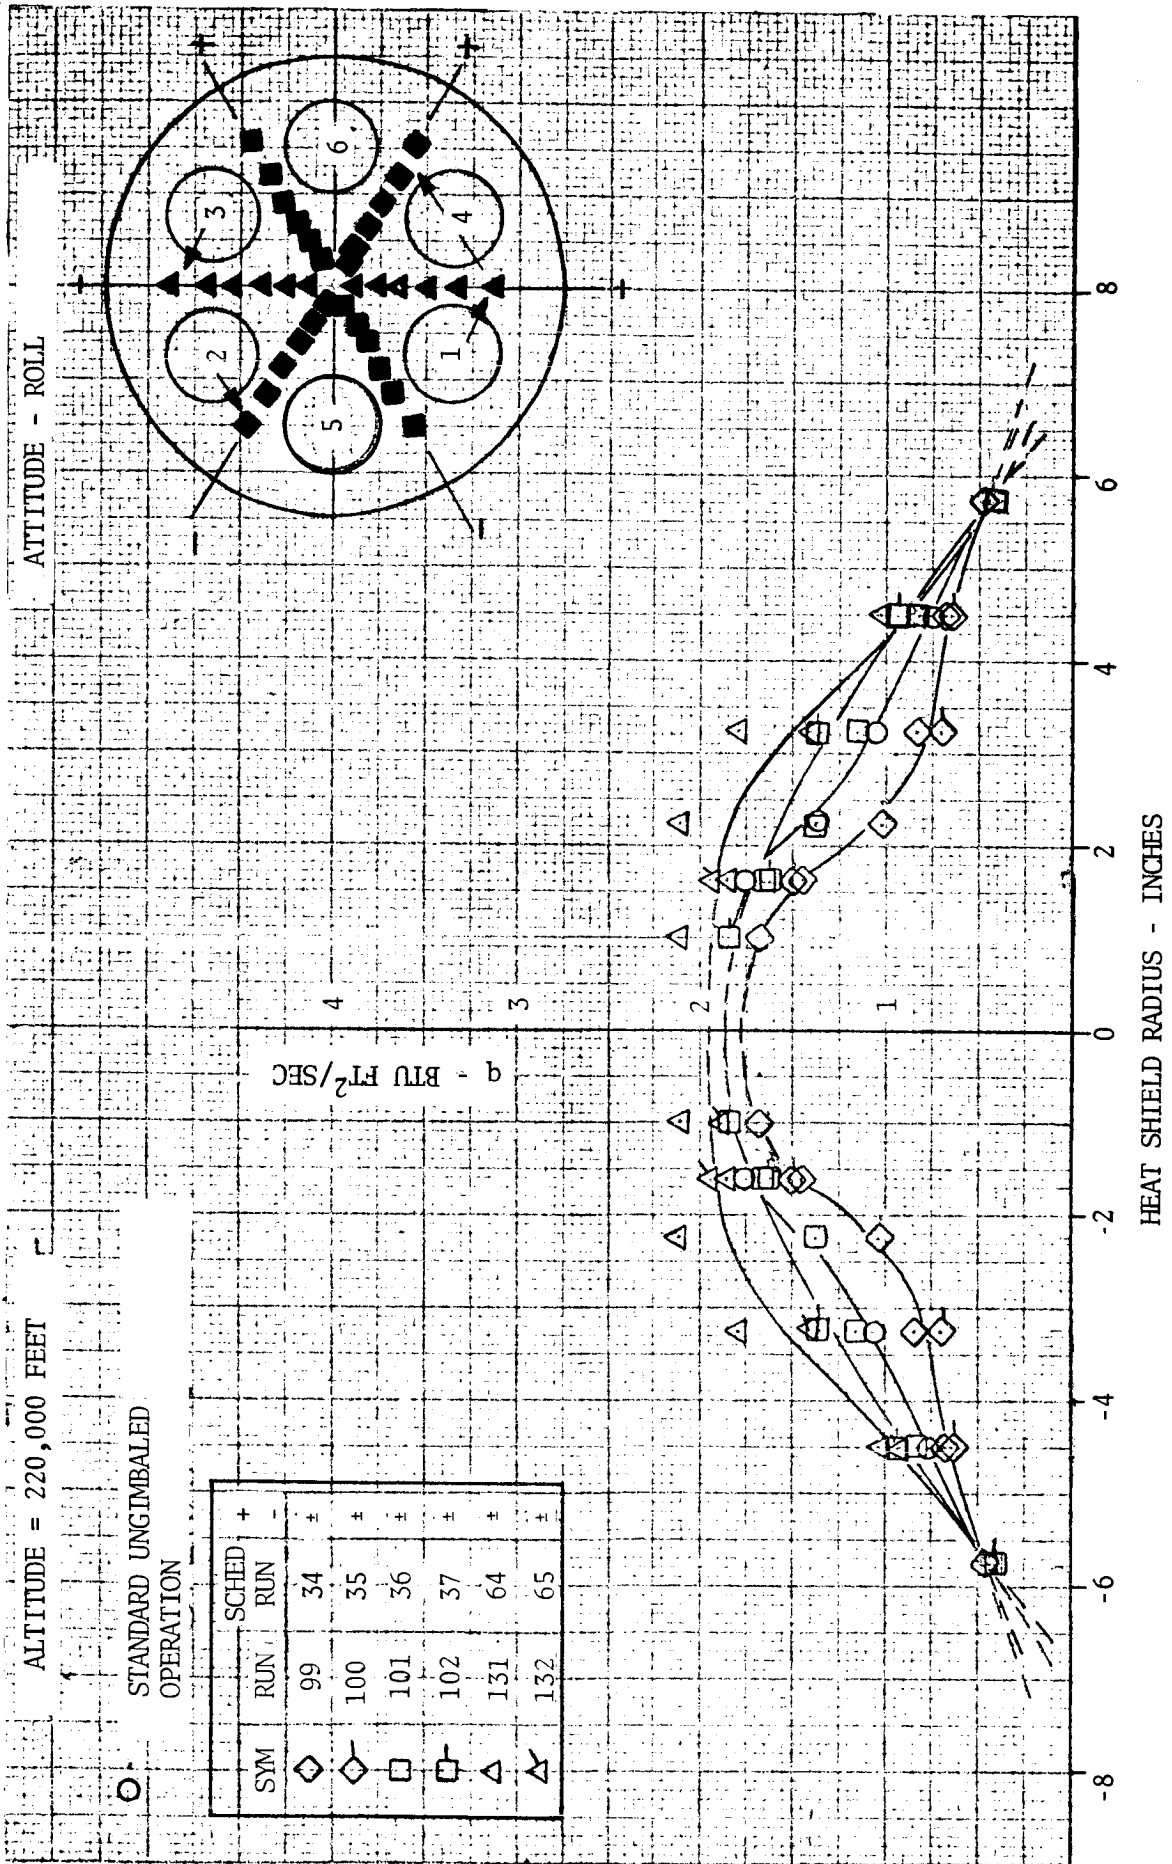 ALTITUDE = 220,000 FEET
ATTITUDE - ROLL
STANDARD UNGIMBALED
OPERATION
SYM RUN SCHED RUN + -
99 34 ±
100 35 ±
101 36 ±
102 37 ±
131 64 ±
132 65 ±
+ + +
- - -
2 3
5 6
1 4
q - BTU FT²/SEC
4
3
2
1
-8 -6 -4 -2 0 2 4 6 8
HEAT SHIELD RADIUS - INCHES